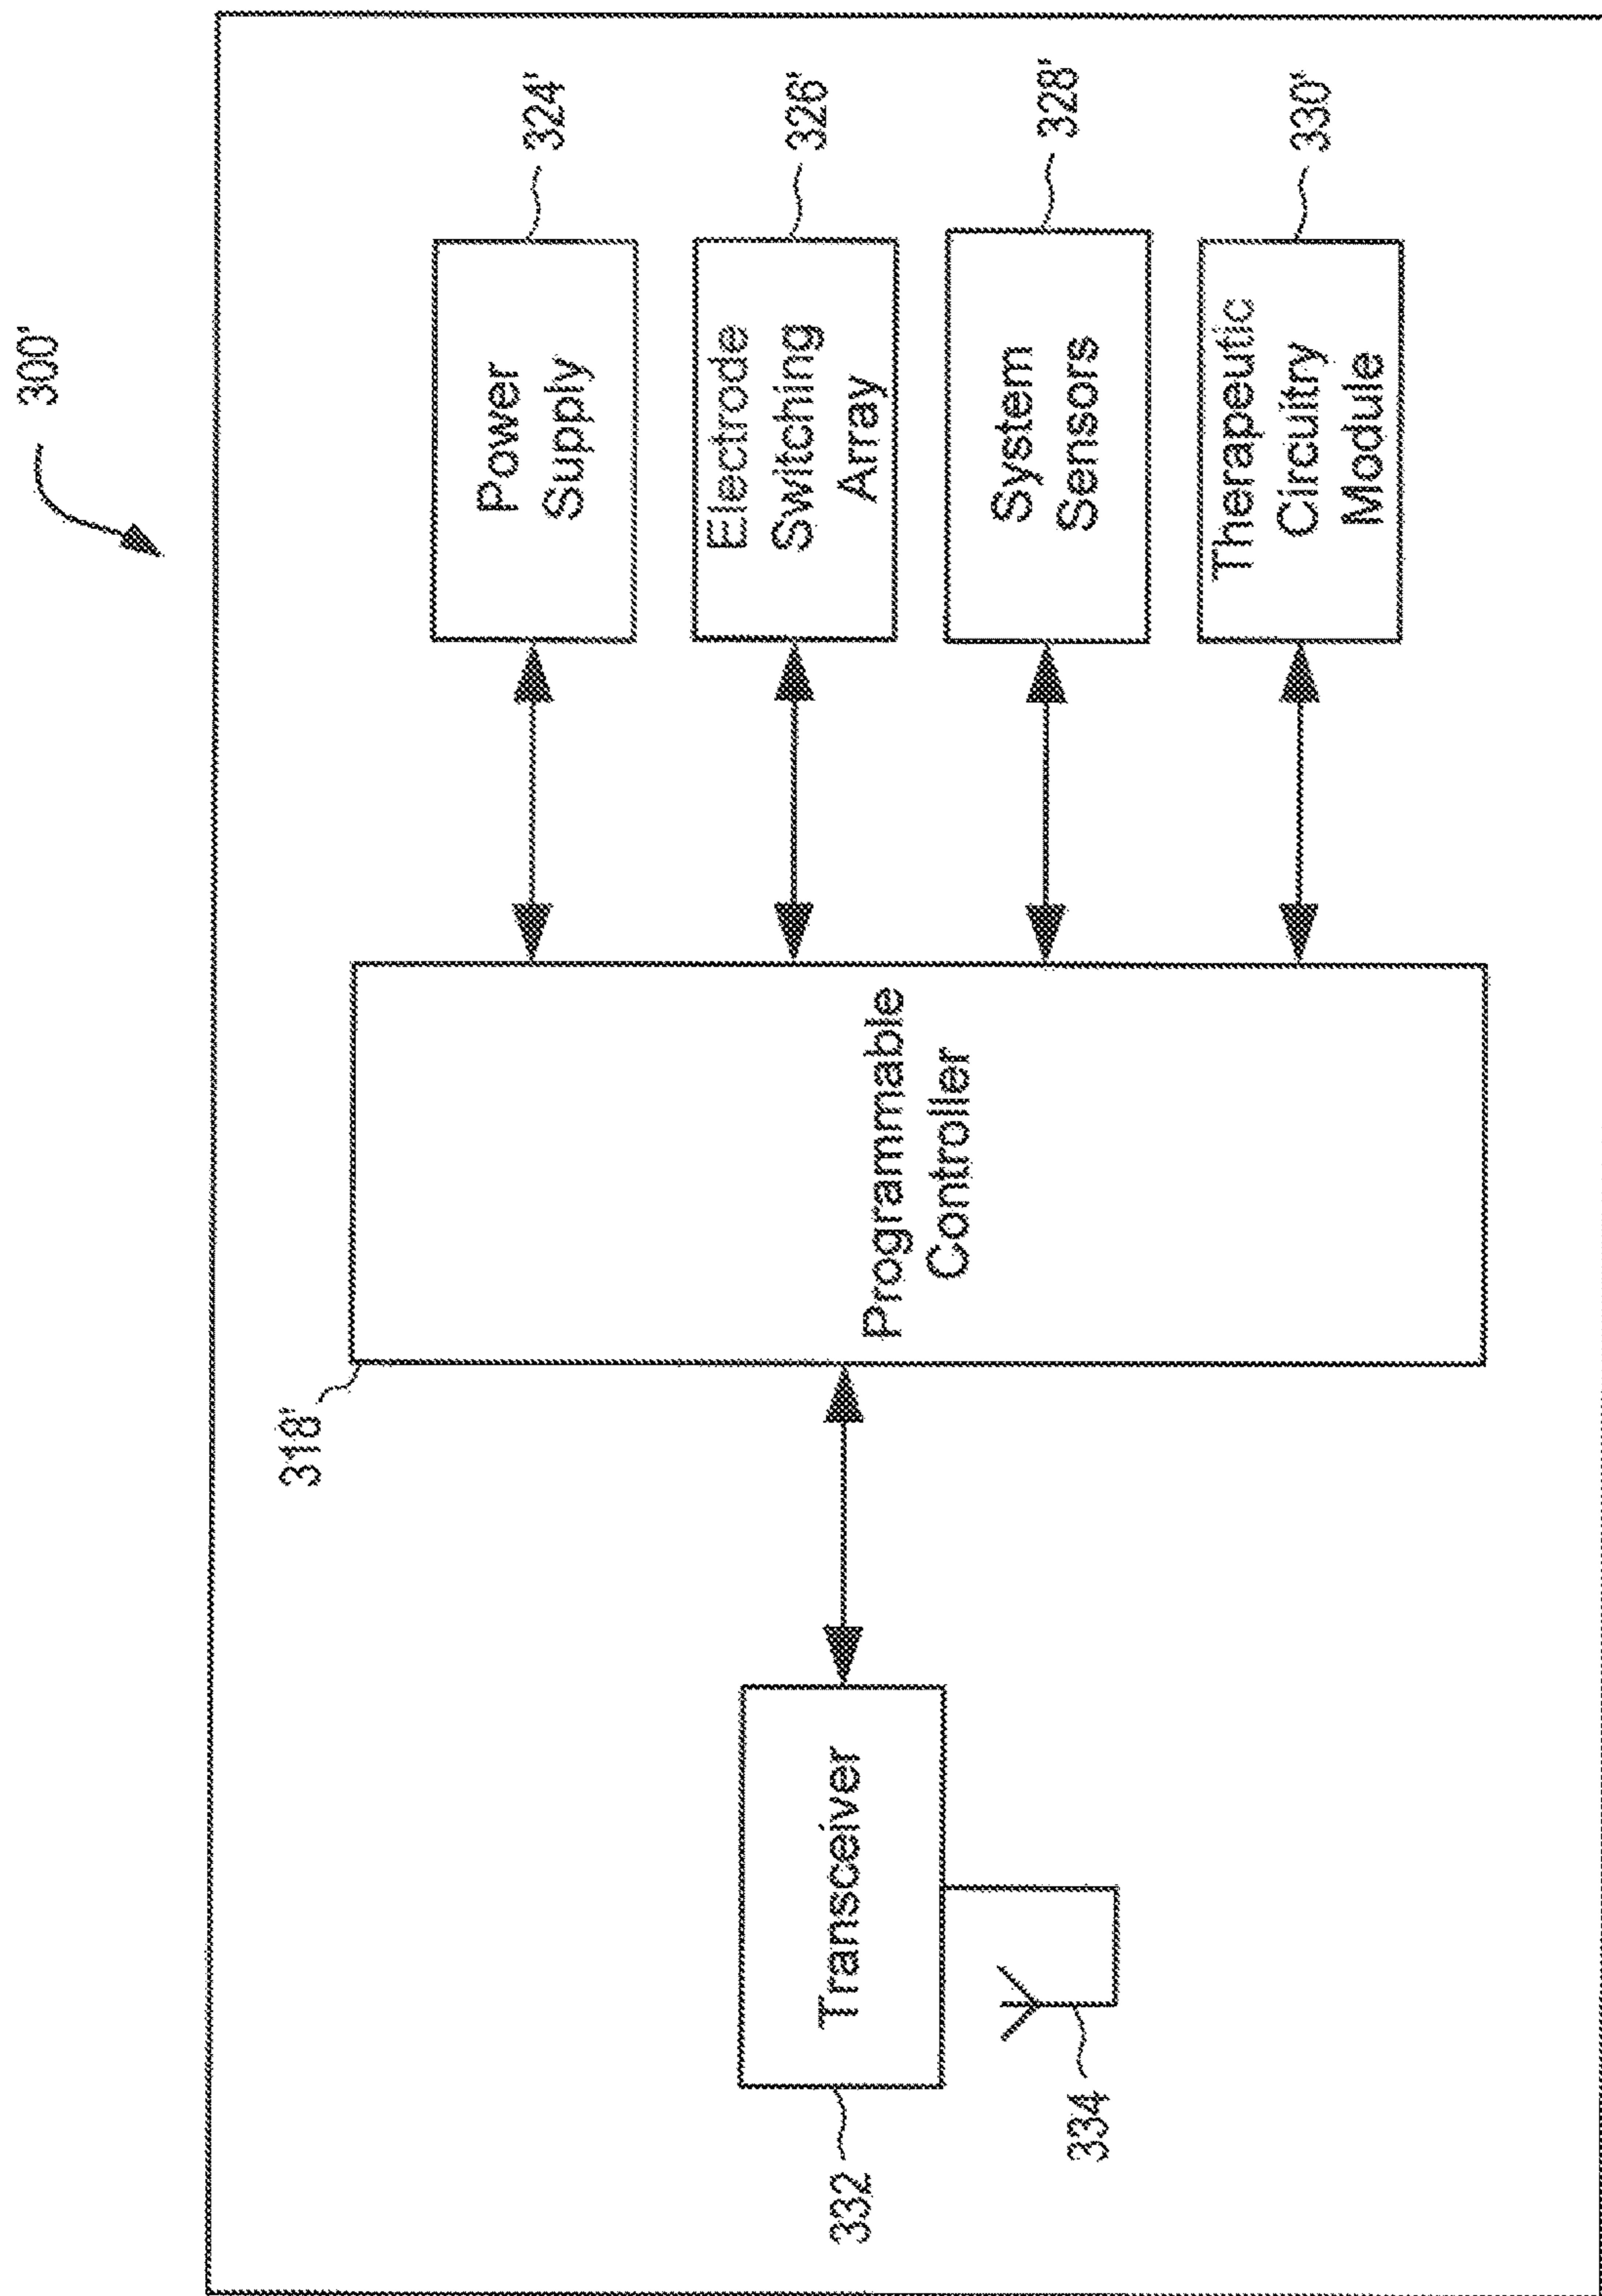 300'
324'
Power
Supply
326'
Electrode
Switching
Array
328'
System
Sensors
330'
Therapeutic
Circuitry
Module
318'
Programmable
Controller
Transceiver
332
334